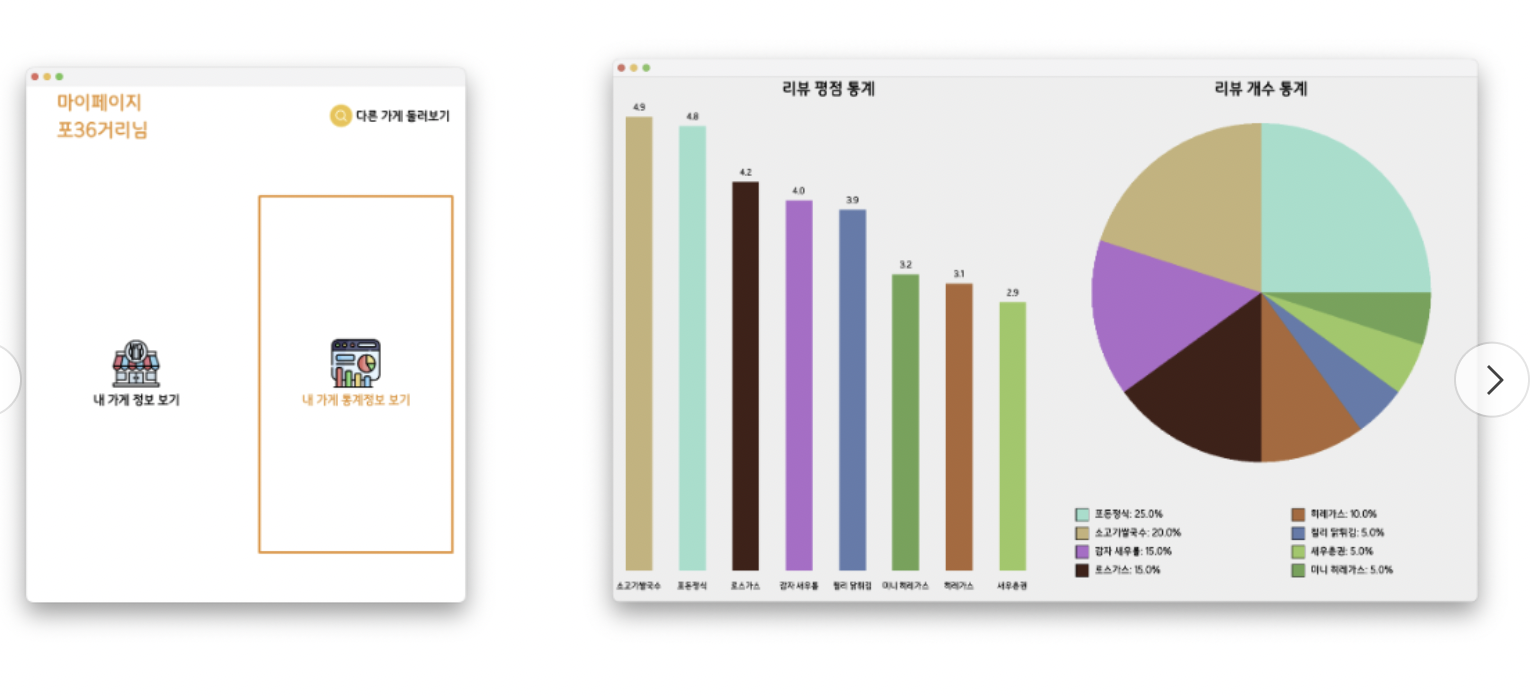 마이페이지
포36거리님
다른 가게 둘러보기
내 가게 정보 보기
내 가게 통계정보 보기
리뷰 평점 통계
4.9
4.8
4.2
4.0
3.9
3.2
3.1
2.9
소고기쌀국수
포돈정식
로스가스
감자 새우롤
칠리 닭튀김
미니 히레가스
히레가스
새우춘권
리뷰 개수 통계
포돈정식: 25.0%
소고기쌀국수: 20.0%
감자 새우롤: 15.0%
로스가스: 15.0%
히레가스: 10.0%
칠리 닭튀김: 5.0%
새우춘권: 5.0%
미니 히레가스: 5.0%